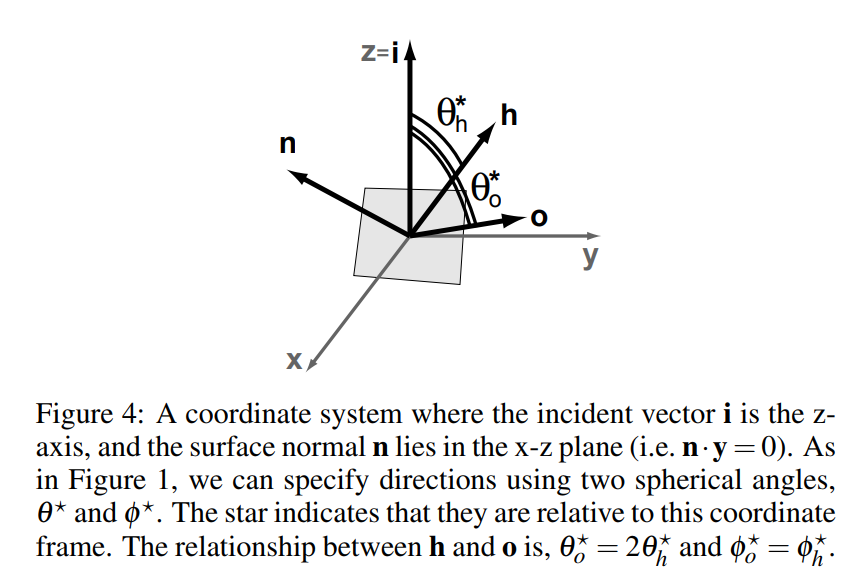 z=i
θ*h
h
n
θ*o
o
y
x
Figure 4: A coordinate system where the incident vector i is the z-
axis, and the surface normal n lies in the x-z plane (i.e. n·y = 0). As
in Figure 1, we can specify directions using two spherical angles,
θ⋆ and ϕ⋆. The star indicates that they are relative to this coordinate
frame. The relationship between h and o is, θ⋆o = 2θ⋆h and ϕ⋆o = ϕ⋆h.